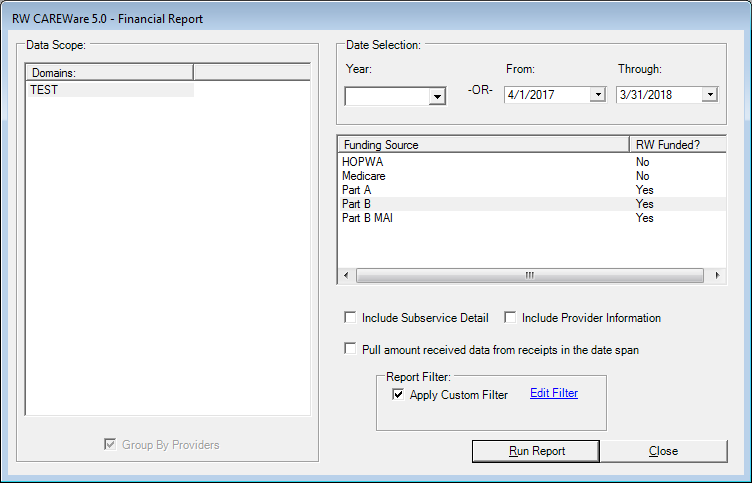 RW CAREWare 5.0 - Financial Report
Data Scope:
Domains:
TEST
Group By Providers
Date Selection:
Year:
-OR-
From:
Through:
4/1/2017
3/31/2018
Funding Source RW Funded?
HOPWA No
Medicare No
Part A Yes
Part B Yes
Part B MAI Yes
Include Subservice Detail
Include Provider Information
Pull amount received data from receipts in the date span
Report Filter:
Apply Custom Filter
Edit Filter
Run Report
Close